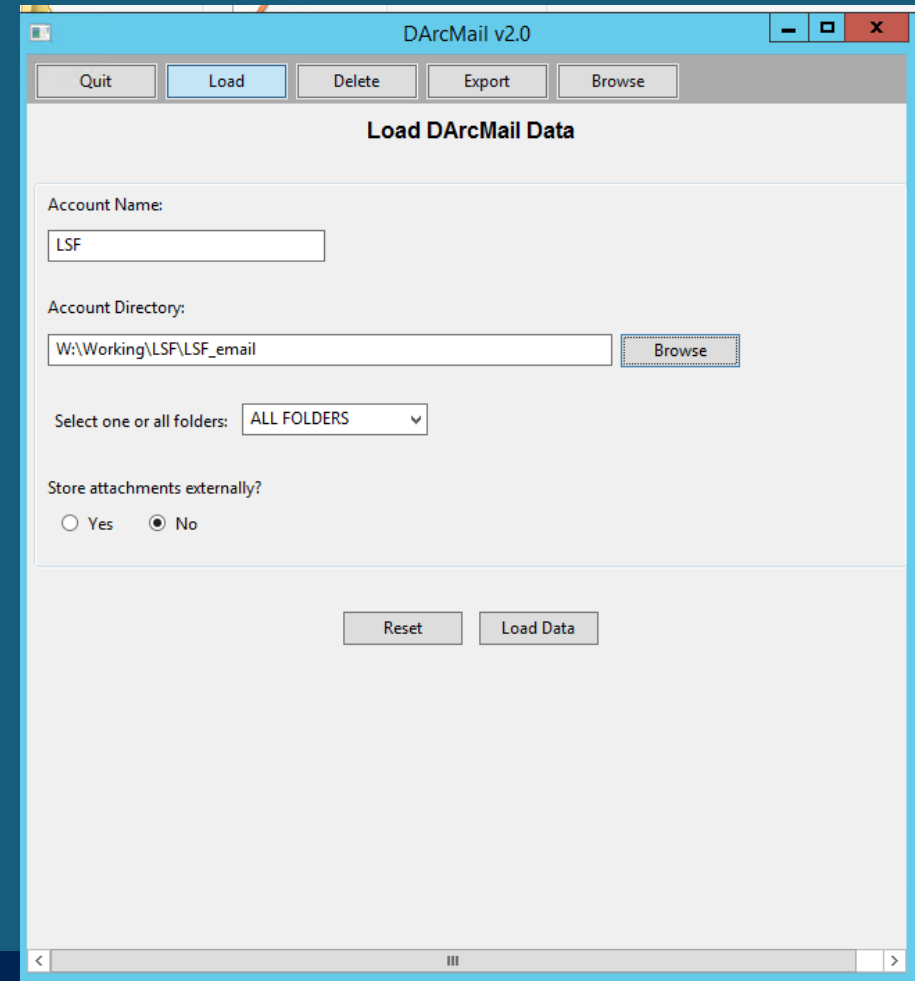 DArcMail v2.0
Quit Load Delete Export Browse
Load DArcMail Data
Account Name:
LSF
Account Directory:
W:\Working\LSF\LSF_email Browse
Select one or all folders: ALL FOLDERS
Store attachments externally?
Yes No
Reset Load Data